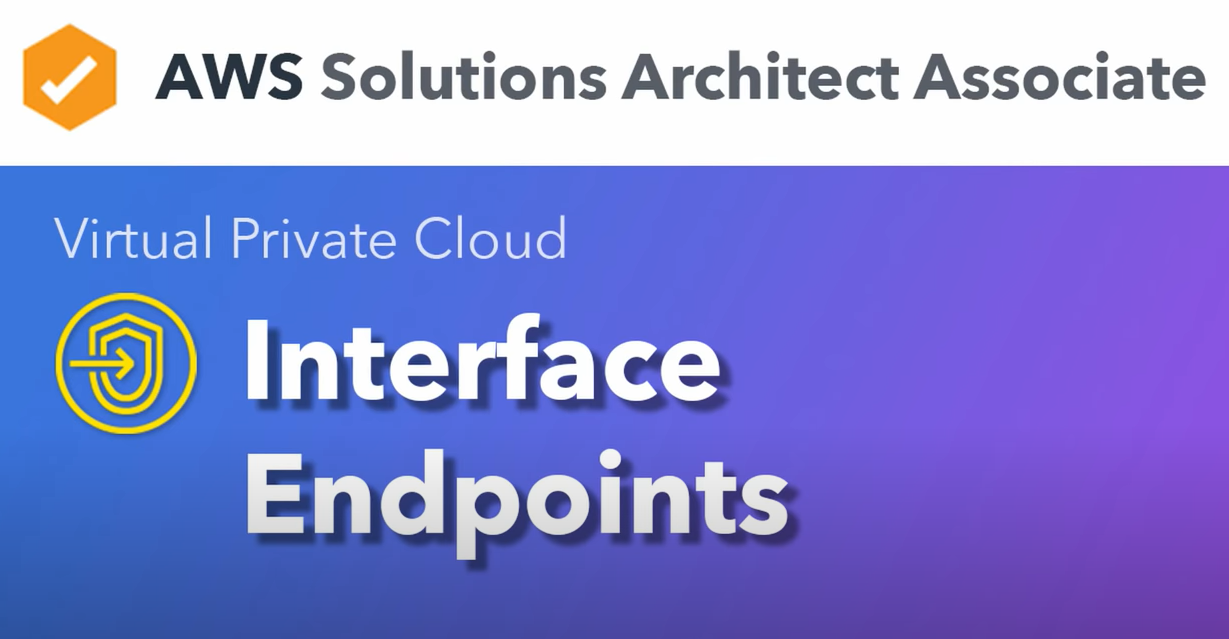 AWS Solutions Architect Associate
Virtual Private Cloud
Interface
Endpoints